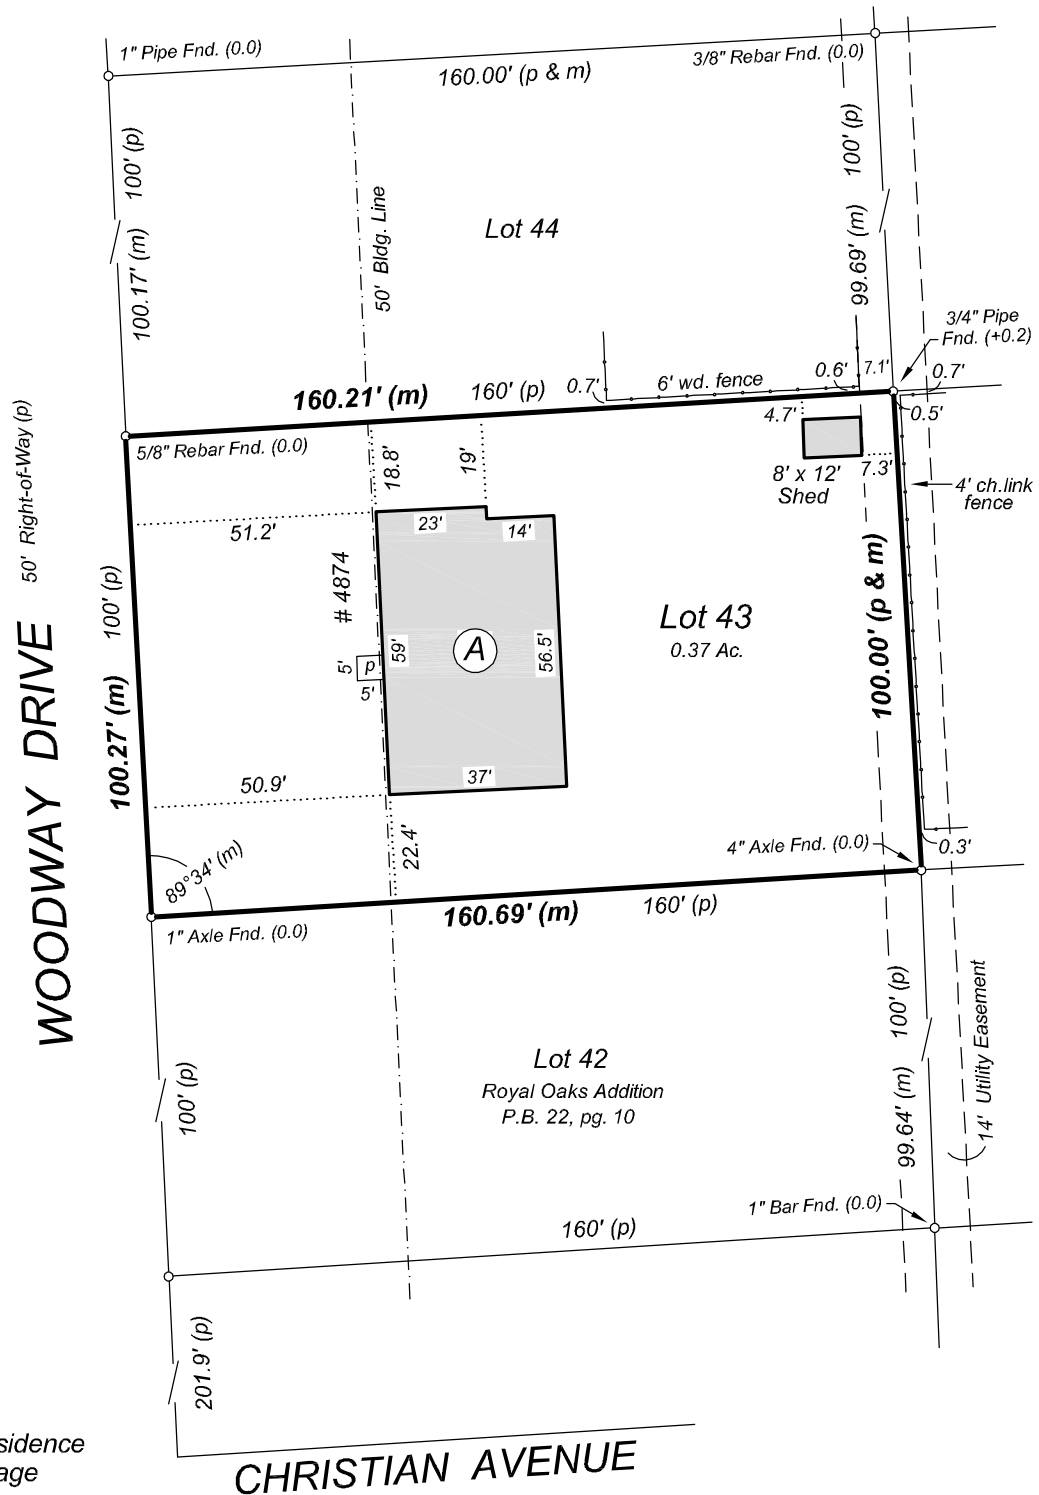 1" Pipe Fnd. (0.0)
3/8" Rebar Fnd. (0.0)
160.00' (p & m)
100' (p)
100.17' (m)
50' Bldg. Line
Lot 44
100' (p)
99.69' (m)
3/4" Pipe
Fnd. (+0.2)
160.21' (m)
160' (p)
0.7'
6' wd. fence
0.6'
7.1'
0.7'
0.5'
5/8" Rebar Fnd. (0.0)
18.8'
19'
4.7'
7.3'
8' x 12'
Shed
4' ch.link
fence
50' Right-of-Way (p)
51.2'
23'
14'
# 4874
100' (p)
100.27' (m)
WOODWAY DRIVE
5'
p
5'
59'
A
56.5'
Lot 43
0.37 Ac.
100.00' (p & m)
50.9'
37'
22.4'
89°34' (m)
4" Axle Fnd. (0.0)
0.3'
160.69' (m)
160' (p)
1" Axle Fnd. (0.0)
100' (p)
99.64' (m)
14' Utility Easement
100' (p)
Lot 42
Royal Oaks Addition
P.B. 22, pg. 10
1" Bar Fnd. (0.0)
160' (p)
201.9' (p)
sidence
age
CHRISTIAN AVENUE